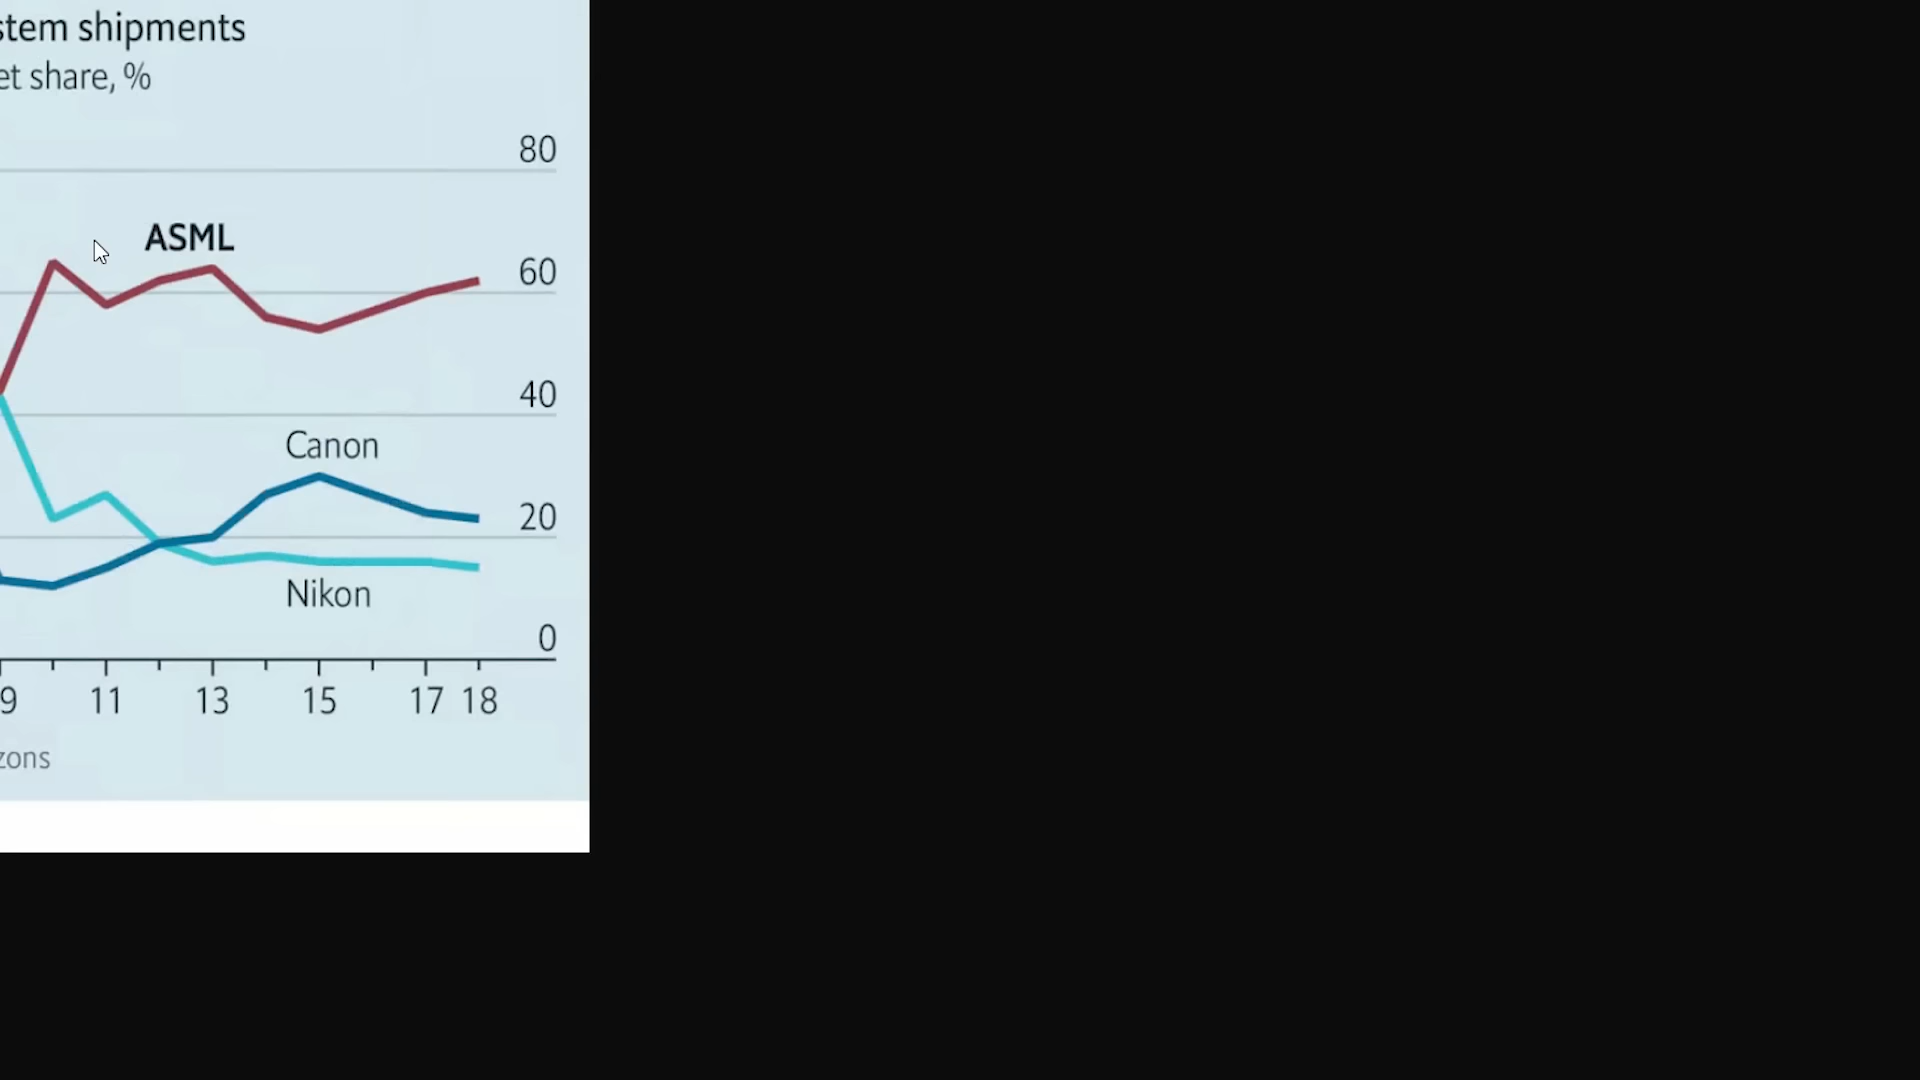 stem shipments
et share, %
80
ASML
60
40
Canon
20
Nikon
0
9 11 13 15 17 18
zons